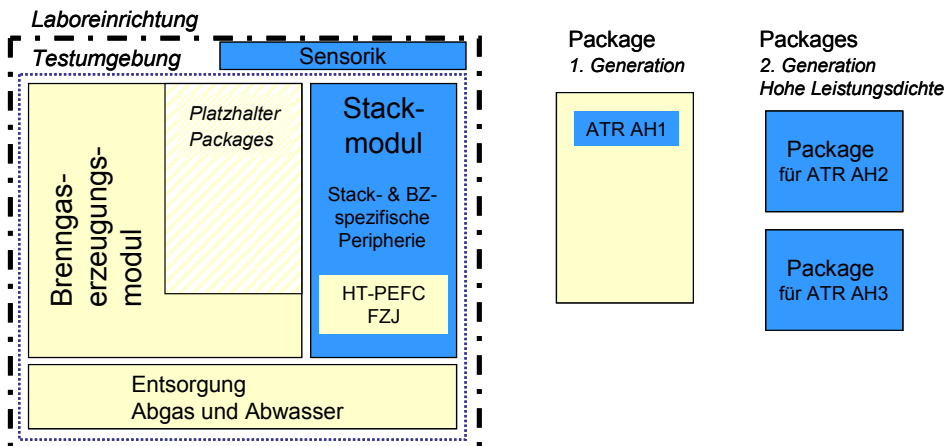 Laboreinrichtung
Testumgebung
Sensorik
Brenngas-
erzeugungs-
modul
Platzhalter
Packages
Stack-
modul
Stack- & BZ-
spezifische
Peripherie
HT-PEFC
FZJ
Entsorgung
Abgas und Abwasser
Package
1. Generation
ATR AH1
Packages
2. Generation
Hohe Leistungsdichte
Package
für ATR AH2
Package
für ATR AH3